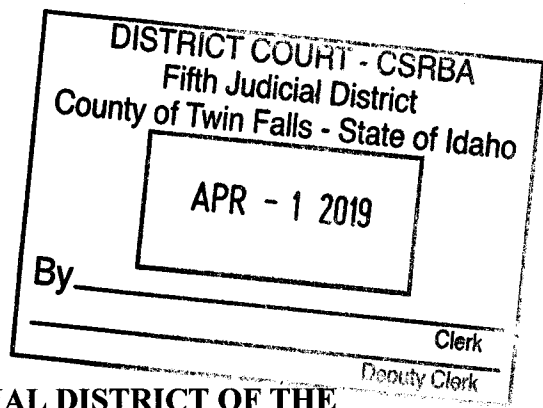 DISTRICT COURT - CSRBA
Fifth Judicial District
County of Twin Falls - State of Idaho
APR - 1 2019
By
Clerk
Deputy Clerk
DISTRICT OF THE